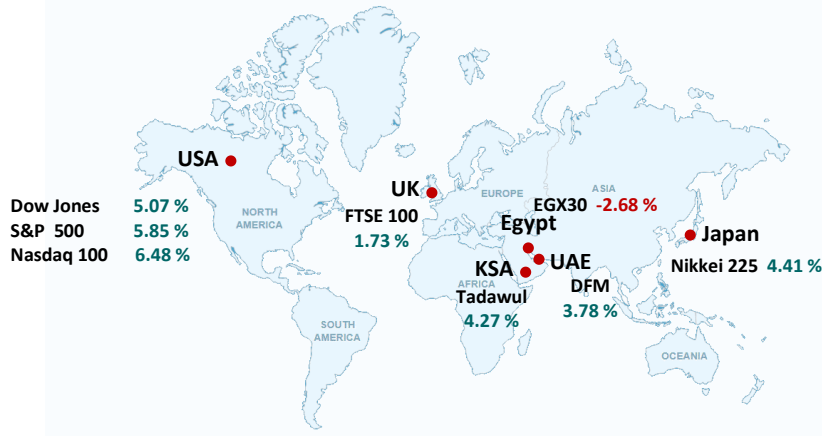 USA
Dow Jones 5.07 %
S&P 500 5.85 %
Nasdaq 100 6.48 %
NORTH
AMERICA
SOUTH
AMERICA
UK
FTSE 100
1.73 %
EUROPE
ASIA
EGX30 -2.68 %
Egypt
KSA
AFRICA
Tadawul
4.27 %
UAE
DFM
3.78 %
Japan
Nikkei 225 4.41 %
OCEANIA